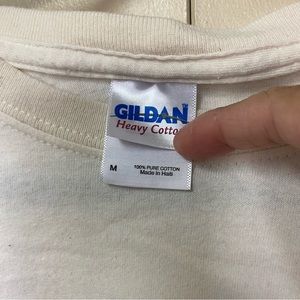 GILDAN
Heavy Cotto
M
100% PURE COTTON
Made in Haiti